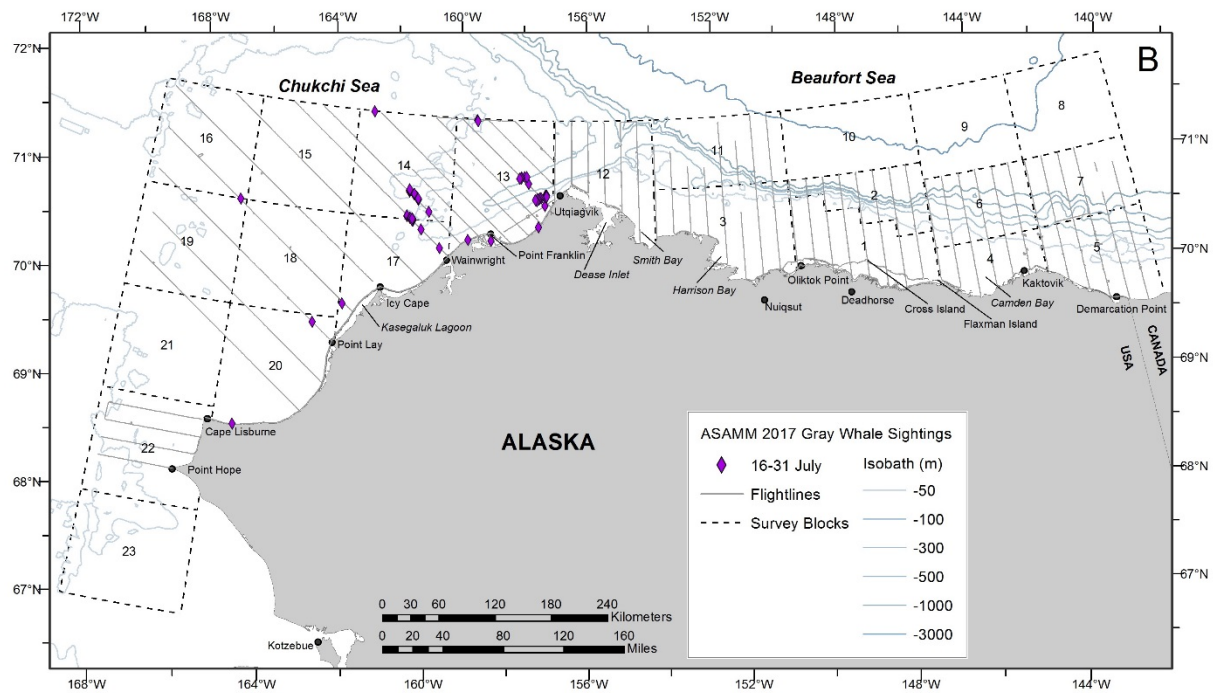 172°W 168°W 164°W 160°W 156°W 152°W 148°W 144°W 140°W
72°N
B
Chukchi Sea
Beaufort Sea
8
9
10
16
15
14
13
12
11
7
2
6
3
1
4
5
19
18
17
21
20
22
23
71°N
71°N
70°N
70°N
69°N
69°N
68°N
68°N
67°N
67°N
Utqiaġvik
Point Franklin
Wainwright
Dease Inlet
Smith Bay
Harrison Bay
Oliktok Point
Nuiqsut
Deadhorse
Cross Island
Flaxman Island
Camden Bay
Kaktovik
Demarcation Point
USA
CANADA
Icy Cape
Kasegaluk Lagoon
Point Lay
Cape Lisburne
Point Hope
Kotzebue
ALASKA
ASAMM 2017 Gray Whale Sightings
16-31 July
Flightlines
Survey Blocks
Isobath (m)
-50
-100
-300
-500
-1000
-3000
0 30 60 120 180 240
Kilometers
0 20 40 80 120 160
Miles
168°W 164°W 160°W 156°W 152°W 148°W 144°W